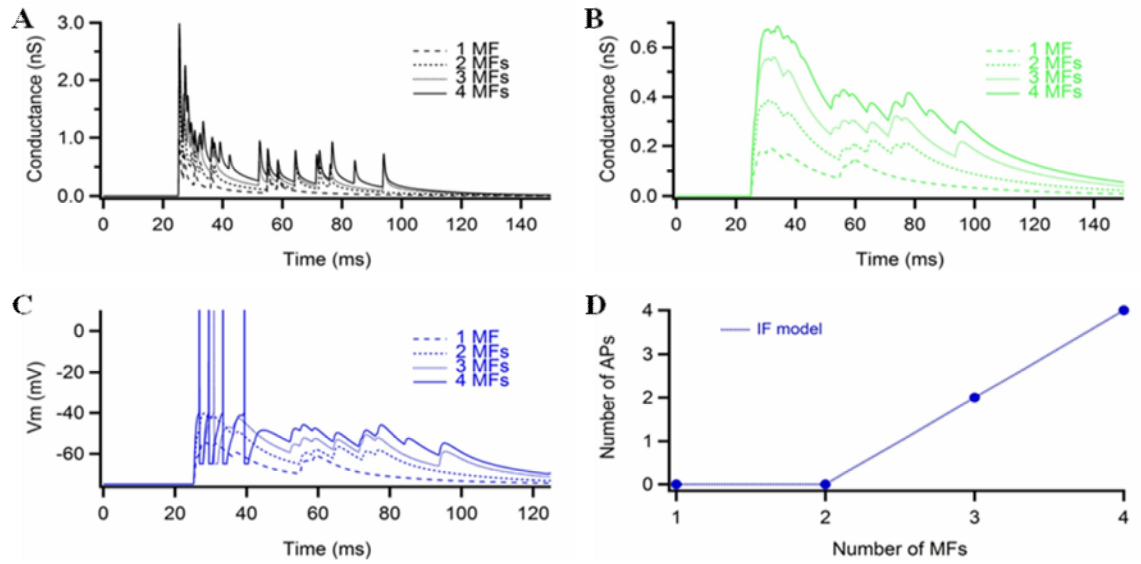 A
Conductance (nS)
3.0
2.0
1.0
0.0
1 MF
2 MFs
3 MFs
4 MFs
0 20 40 60 80 100 120 140
Time (ms)
B
Conductance (nS)
0.6
0.4
0.2
0.0
1 MF
2 MFs
3 MFs
4 MFs
0 20 40 60 80 100 120 140
Time (ms)
C
Vm (mV)
0
-20
-40
-60
1 MF
2 MFs
3 MFs
4 MFs
0 20 40 60 80 100 120
Time (ms)
D
Number of APs
4
3
2
1
0
IF model
1 2 3 4
Number of MFs